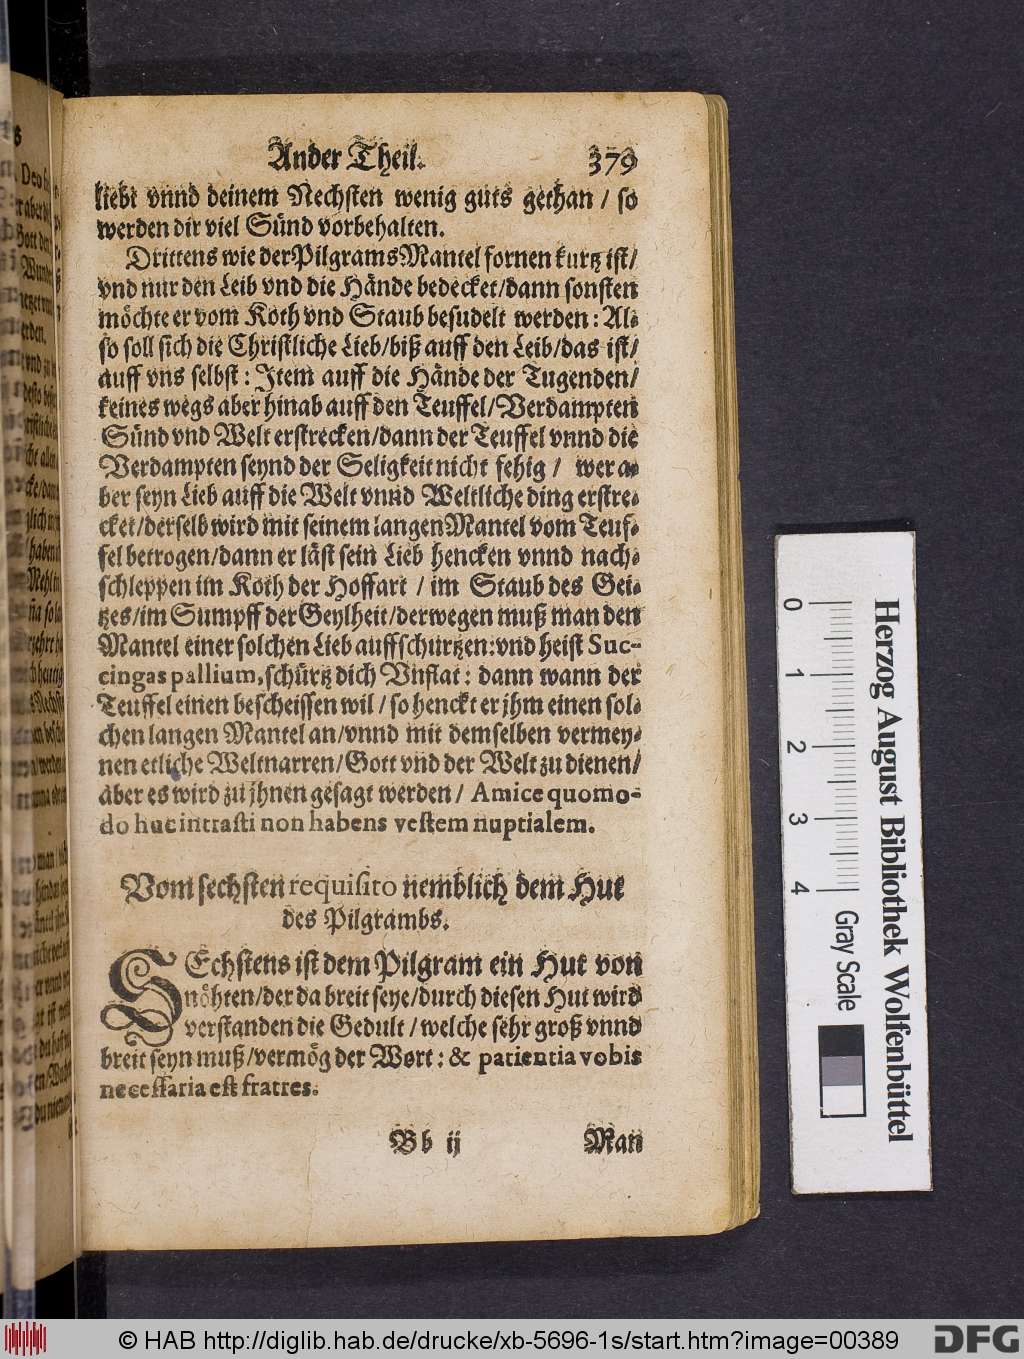 Ander Theil. 379
liebt vnnd deinem Nechsten wenig guts gethan / so
werden dir viel Sünd vorbehalten.
Drittens wie der Pilgrams Mantel fornen kurtz ist/
vnd nur den Leib vnd die Hände bedecket/dann sonsten
möchte er vom Koth vnd Staub besudelt werden: Al-
so soll sich die Christliche Lieb/biß auff den Leib/das ist/
auff vns selbst: Item auff die Hände der Tugenden/
keines wegs aber hinab auff den Teuffel/Verdampten
Sünd vnd Welt erstrecken/dann der Teuffel vnnd die
Verdampten seynd der Seligkeit nicht fehig / wer a-
ber seyn Lieb auff die Welt vnnd Weltliche ding erstre-
cket/derselb wird mit seinem langen Mantel vom Teuf-
fel betrogen/dann er läst sein Lieb hencken vnnd nach-
schleppen im Koth der Hoffart / im Staub des Gei-
tzes/im Sumpff der Geylheit/derwegen muß man den
Mantel einer solchen Lieb auffschurtzen:vnd heist Suc-
cingas pallium, schürtz dich Vnflat: dann wann der
Teuffel einen bescheissen wil / so henckt er jhm einen sol-
chen langen Mantel an/vnnd mit demselben vermey-
nen etliche Weltnarren/Gott vnd der Welt zu dienen/
aber es wird zu jhnen gesagt werden / Amice quomo-
do huc intrasti non habens vestem nuptialem.
Vom sechsten requisito nemblich dem Hut
des Pilgrambs.
SEchstens ist dem Pilgram ein Hut von
nöhten/der da breit seye/durch diesen Hut wird
verstanden die Gedult / welche sehr groß vnnd
breit seyn muß/vermög der Wort: & patientia vobis
necessaria est fratres.
Bb ij Man
0 1 2 3 4
Gray Scale
Herzog August Bibliothek Wolfenbüttel
© HAB http://diglib.hab.de/drucke/xb-5696-1s/start.htm?image=00389
DFG